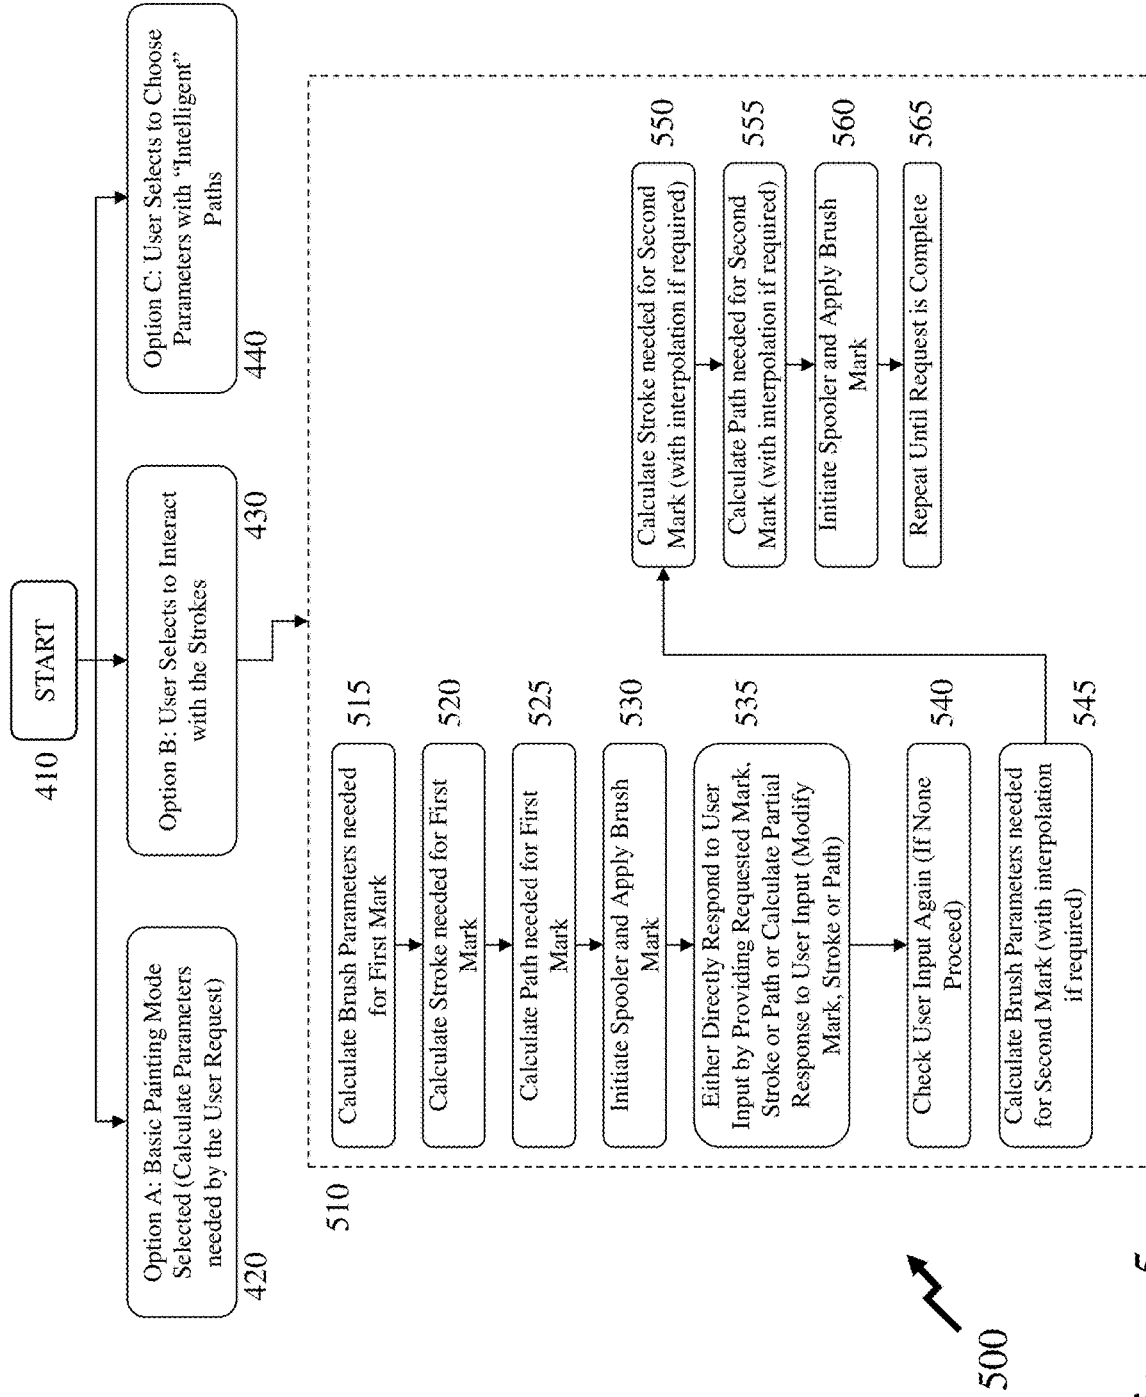 410
START
Option A: Basic Painting Mode
Selected (Calculate Parameters
needed by the User Request)
420
Option B: User Selects to Interact
with the Strokes
430
Option C: User Selects to Choose
Parameters with “Intelligent”
Paths
440
510
Calculate Brush Parameters needed
for First Mark
515
Calculate Stroke needed for First
Mark
520
Calculate Path needed for First
Mark
525
Initiate Spooler and Apply Brush
Mark
530
Either Directly Respond to User
Input by Providing Requested Mark,
Stroke or Path or Calculate Partial
Response to User Input (Modify
Mark, Stroke or Path)
535
Check User Input Again (If None
Proceed)
540
Calculate Brush Parameters needed
for Second Mark (with interpolation
if required)
545
Calculate Stroke needed for Second
Mark (with interpolation if required)
550
Calculate Path needed for Second
Mark (with interpolation if required)
555
Initiate Spooler and Apply Brush
Mark
560
Repeat Until Request is Complete
565
500